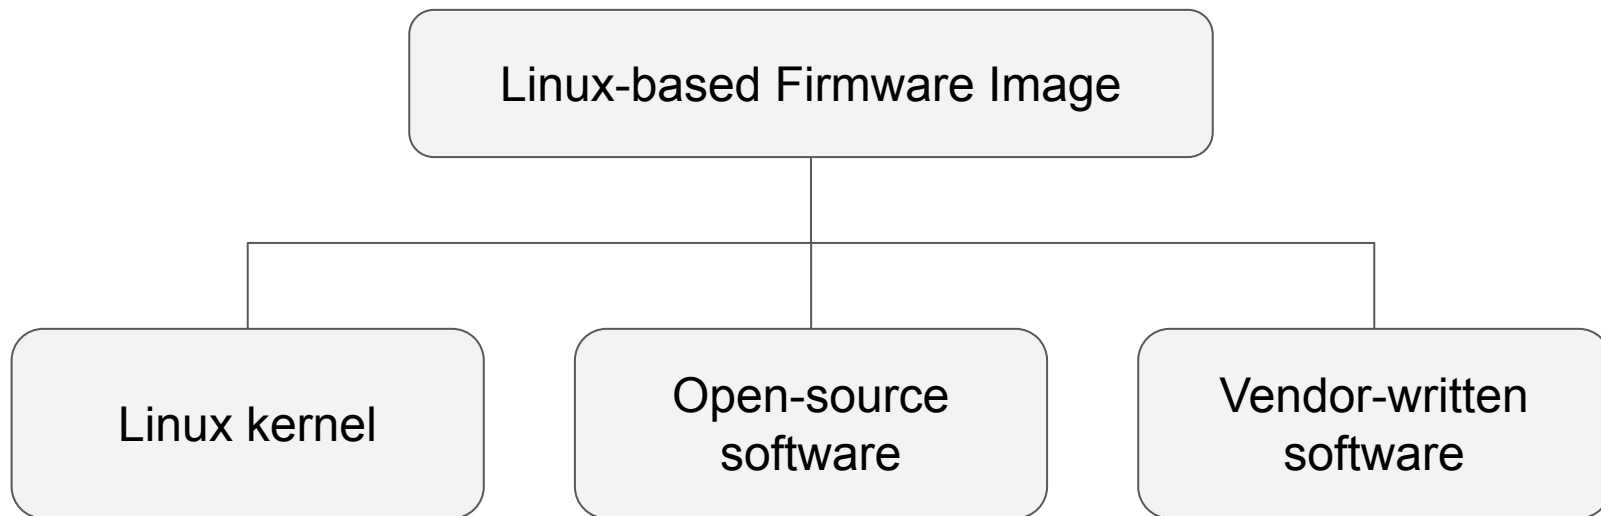 Linux-based Firmware Image
Linux kernel
Open-source
software
Vendor-written
software